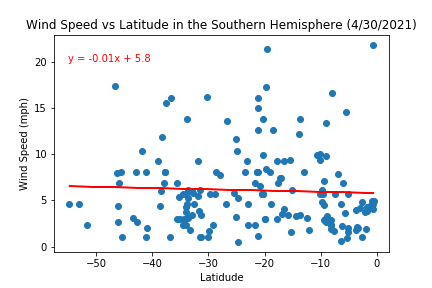 Wind Speed vs Latitude in the Southern Hemisphere (4/30/2021)
y = -0.01x + 5.8
Wind Speed (mph)
20
15
10
5
0
−50
−40
−30
−20
−10
0
Latidude